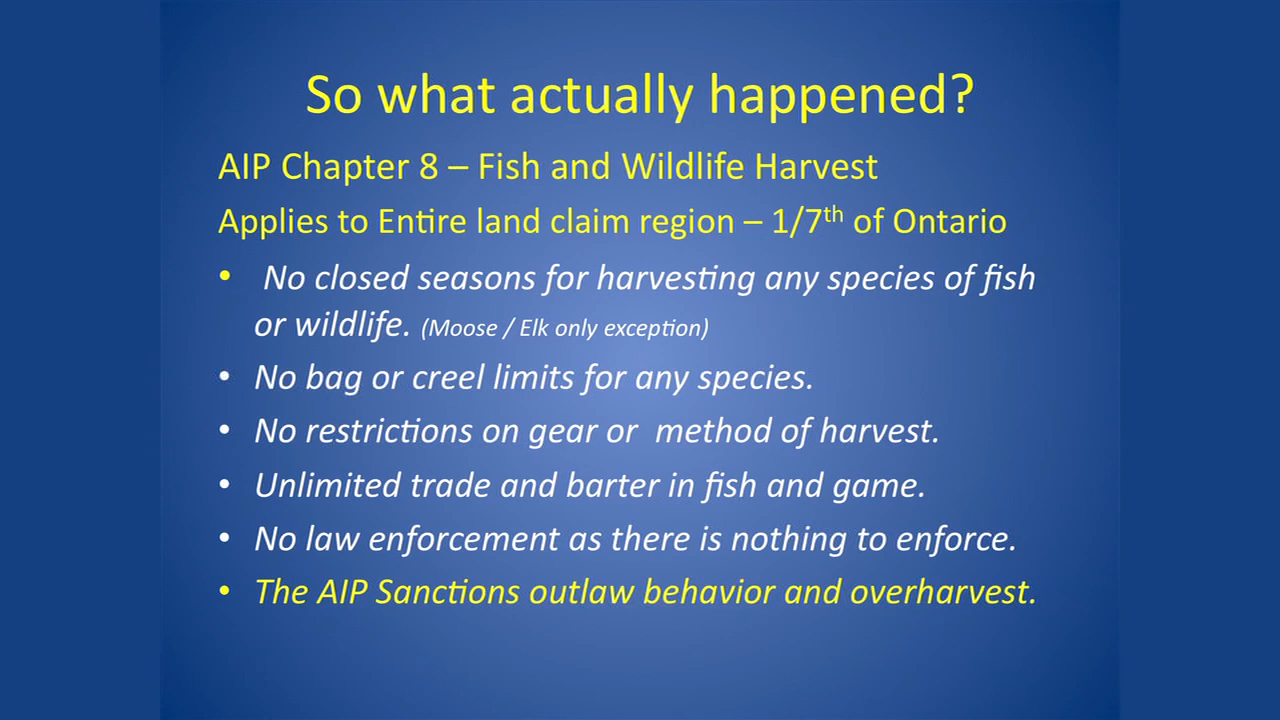 So what actually happened?
AIP Chapter 8 – Fish and Wildlife Harvest
Applies to Entire land claim region – 1/7th of Ontario
• No closed seasons for harvesting any species of fish
or wildlife. (Moose / Elk only exception)
• No bag or creel limits for any species.
• No restrictions on gear or method of harvest.
• Unlimited trade and barter in fish and game.
• No law enforcement as there is nothing to enforce.
• The AIP Sanctions outlaw behavior and overharvest.